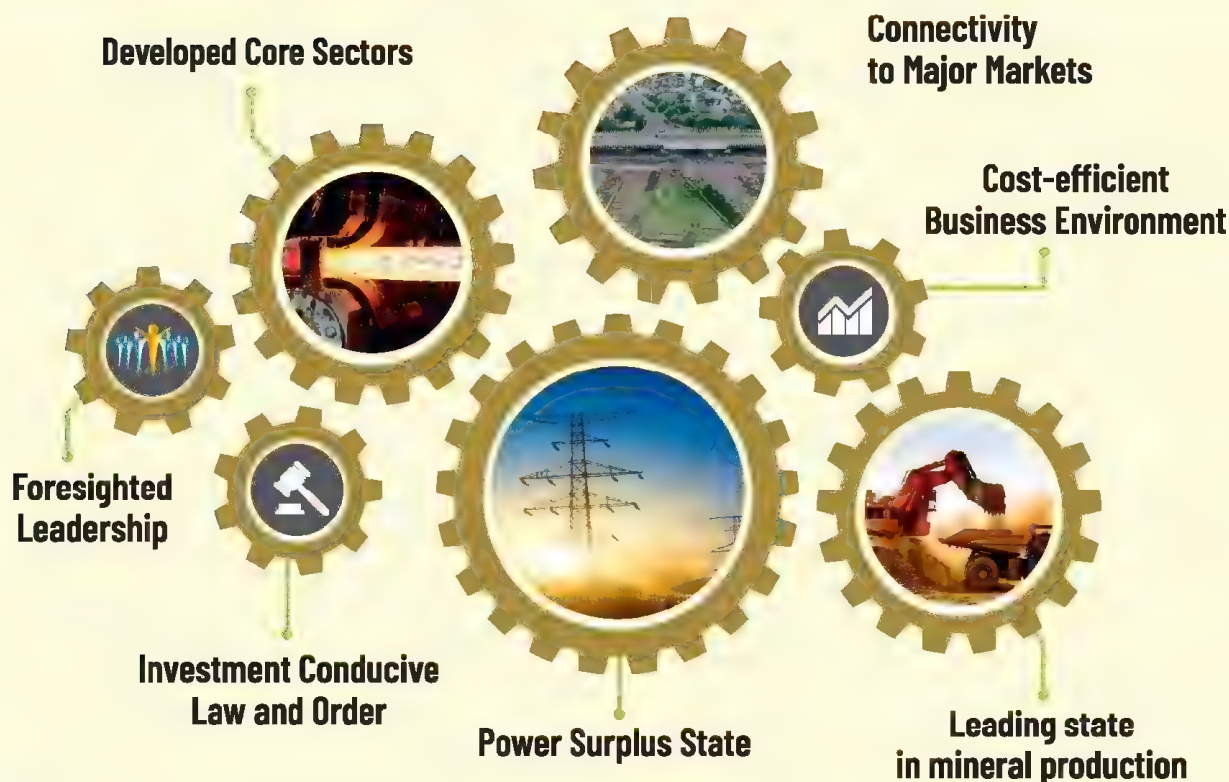 Developed Core Sectors
Connectivity
to Major Markets
Cost-efficient
Business Environment
Foresighted
Leadership
Investment Conducive
Law and Order
Power Surplus State
Leading state
in mineral production